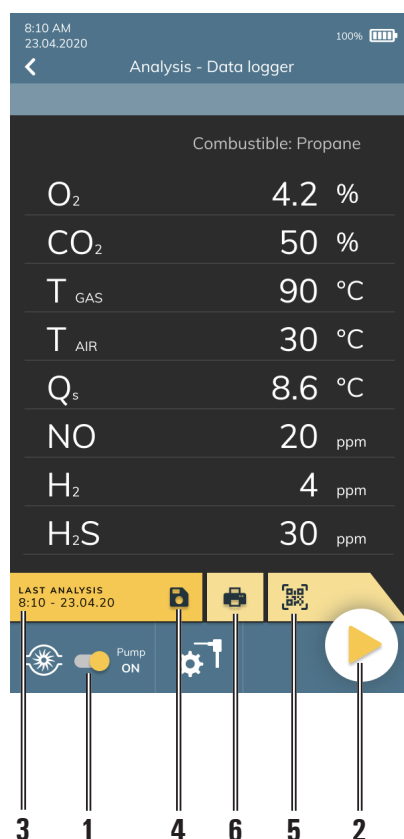 8:10 AM
23.04.2020
100%
Analysis - Data logger
Combustible: Propane
O₂ 4.2 %
CO₂ 50 %
T GAS 90 °C
T AIR 30 °C
Qₛ 8.6 °C
NO 20 ppm
H₂ 4 ppm
H₂S 30 ppm
LAST ANALYSIS
8:10 - 23.04.20
Pump
ON
3 1 4 6 5 2